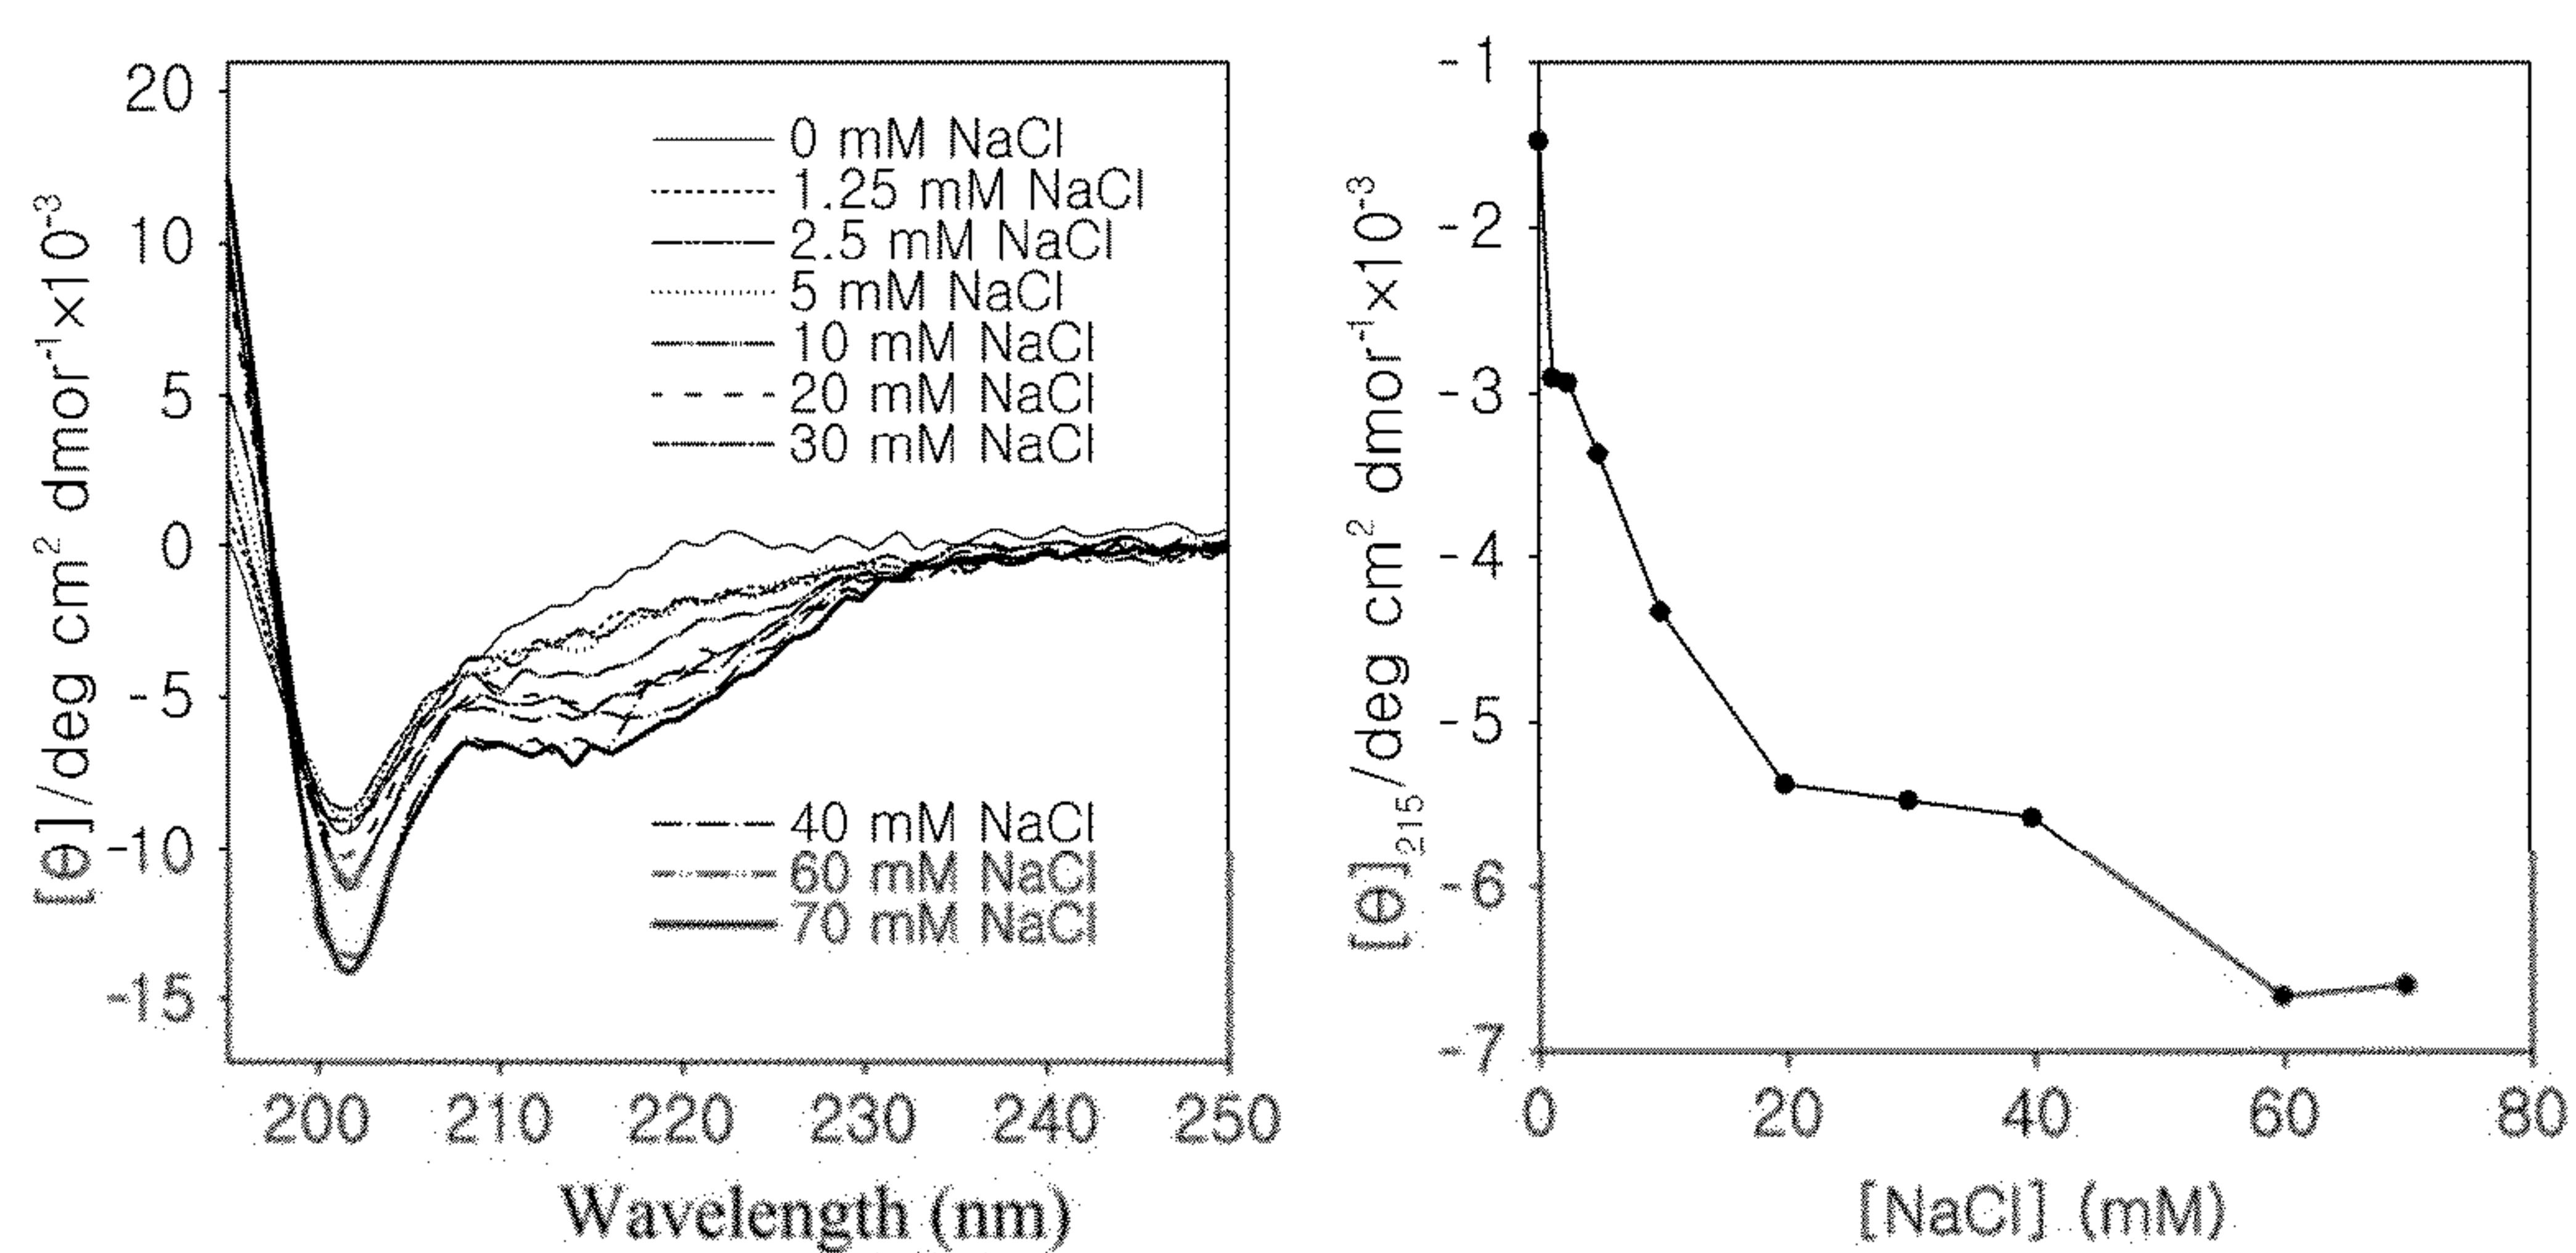 [θ]/deg cm² dmor⁻¹×10⁻³
20
10
5
0
-5
-10
-15
0 mM NaCl
1.25 mM NaCl
2.5 mM NaCl
5 mM NaCl
10 mM NaCl
20 mM NaCl
30 mM NaCl
40 mM NaCl
60 mM NaCl
70 mM NaCl
200 210 220 230 240 250
Wavelength (nm)
[θ]₂₁₅/deg cm² dmor⁻¹×10⁻³
-1
-2
-3
-4
-5
-6
-7
0 20 40 60 80
[NaCl] (mM)